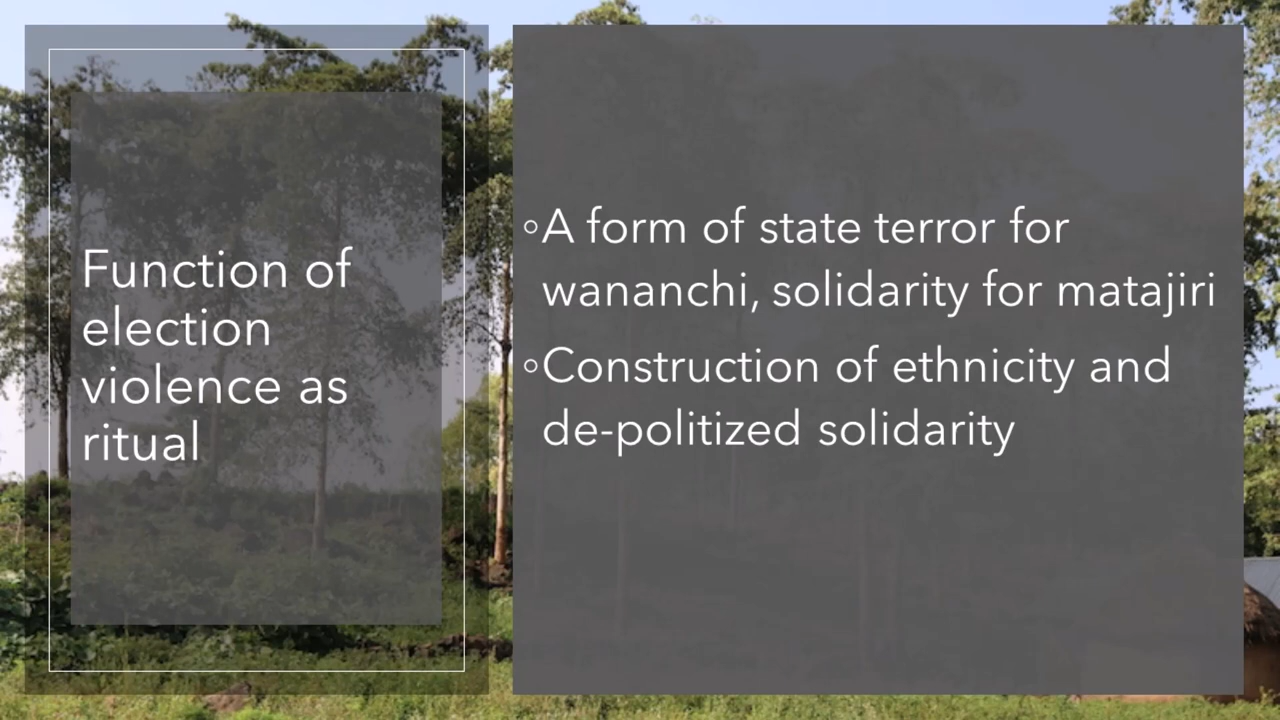 Function of
election
violence as
ritual
◦A form of state terror for
wananchi, solidarity for matajiri
◦Construction of ethnicity and
de-politized solidarity